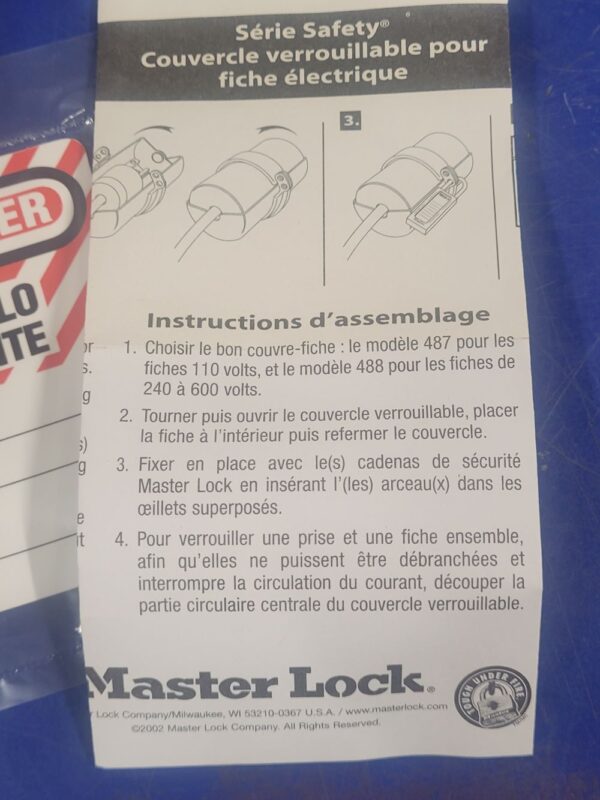 Série Safety®
Couvercle verrouillable pour
fiche électrique
3.
ER
LO
ITE
Instructions d'assemblage
1. Choisir le bon couvre-fiche : le modèle 487 pour les
fiches 110 volts, et le modèle 488 pour les fiches de
240 à 600 volts.
2. Tourner puis ouvrir le couvercle verrouillable, placer
la fiche à l'intérieur puis refermer le couvercle.
3. Fixer en place avec le(s) cadenas de sécurité
Master Lock en insérant l'(les) arceau(x) dans les
œillets superposés.
4. Pour verrouiller une prise et une fiche ensemble,
afin qu'elles ne puissent être débranchées et
interrompre la circulation du courant, découper la
partie circulaire centrale du couvercle verrouillable.
Master Lock®
r Lock Company/Milwaukee, WI 53210-0367 U.S.A. / www.masterlock.com
©2002 Master Lock Company. All Rights Reserved.
TOUGH UNDER FIRE